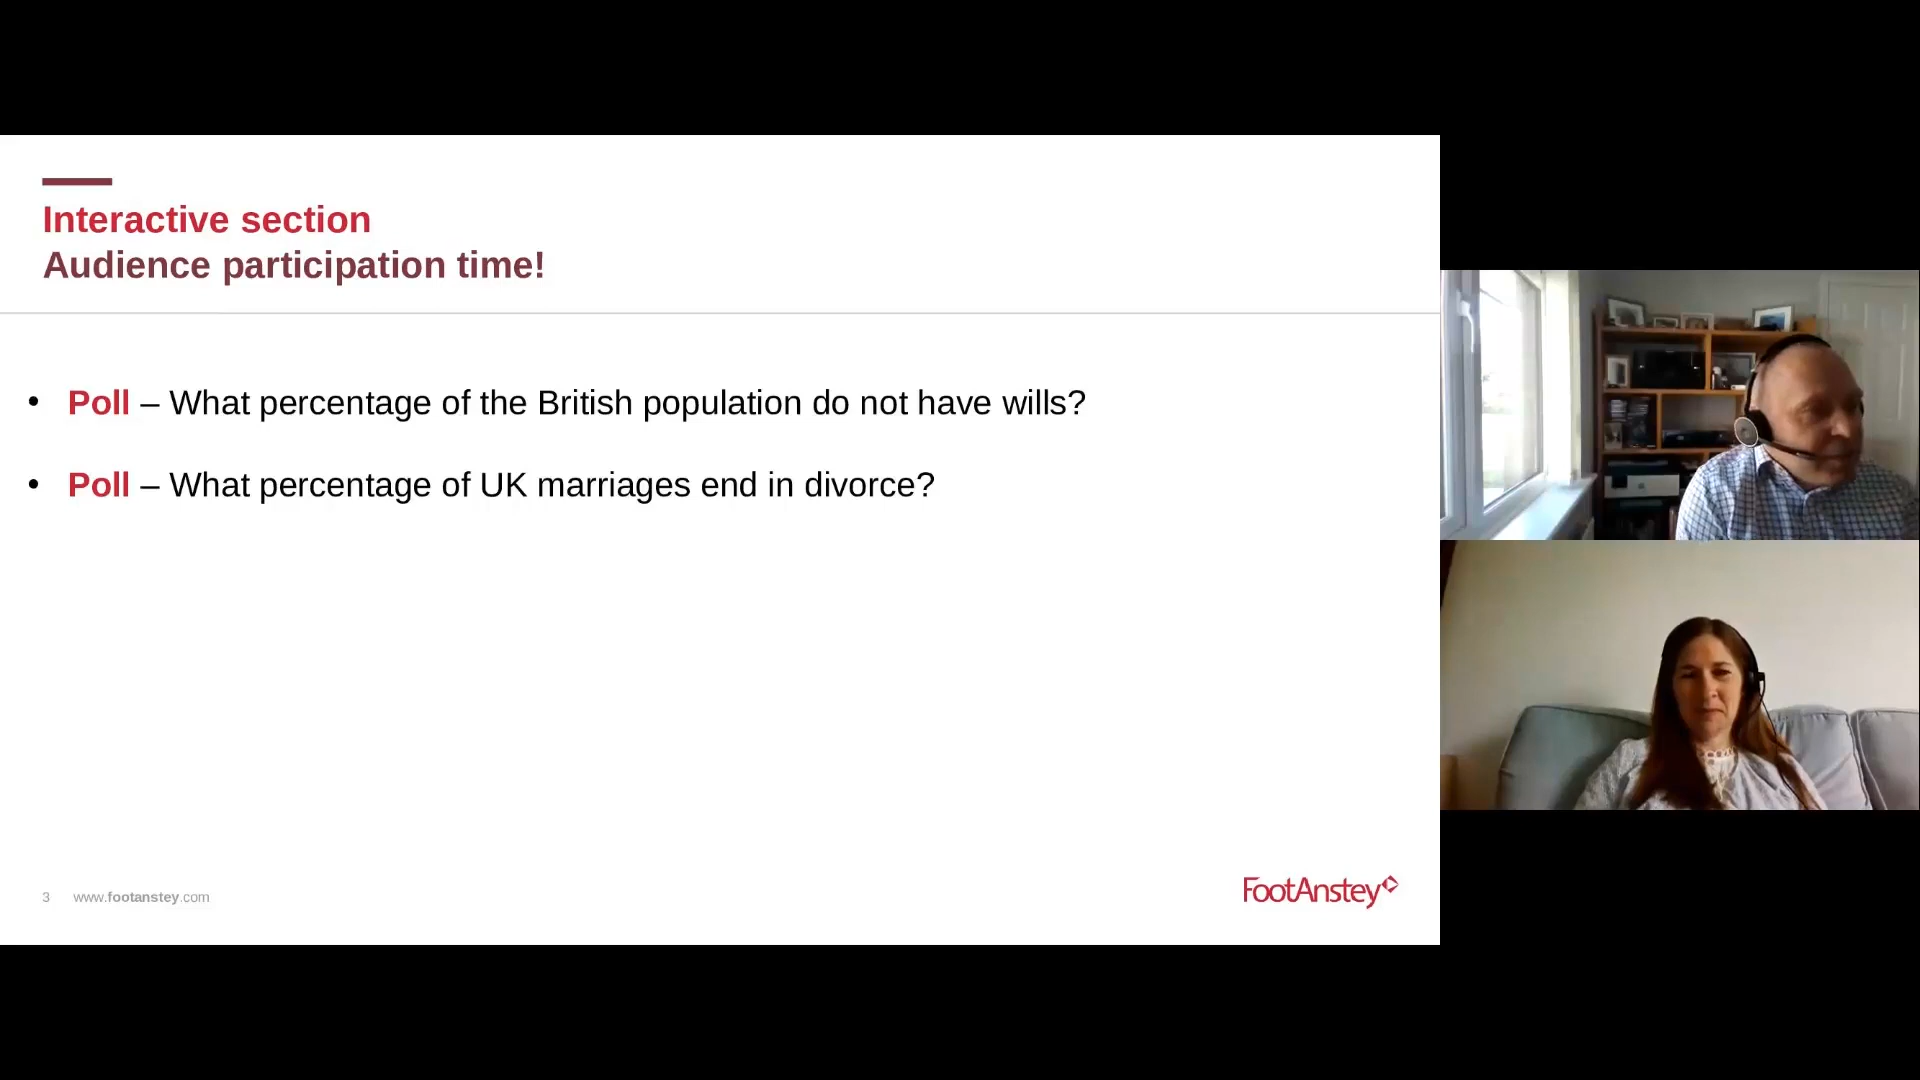 Interactive section
Audience participation time!
• Poll – What percentage of the British population do not have wills?
• Poll – What percentage of UK marriages end in divorce?
3 www.footanstey.com
FootAnstey